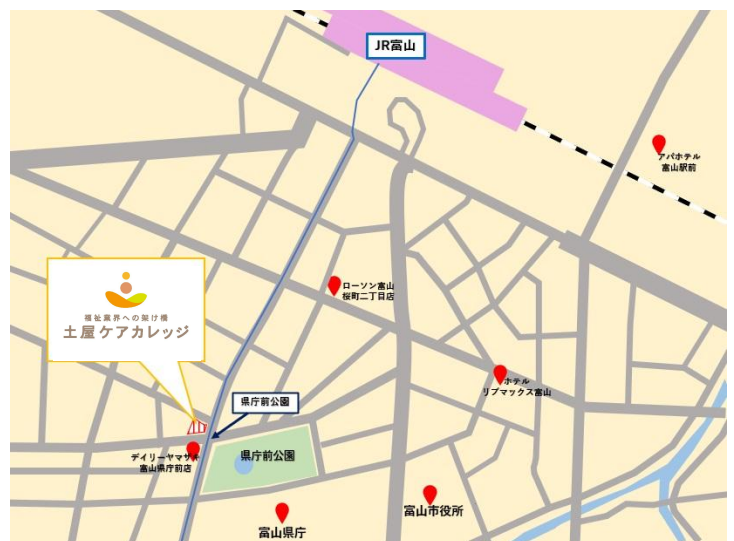 JR富山
アパホテル
富山駅前
福祉業界への架け橋
土屋ケアカレッジ
ローソン富山
桜町二丁目店
ホテル
リブマックス富山
県庁前公園
デイリーヤマザキ
富山県庁前店
県庁前公園
富山市役所
富山県庁